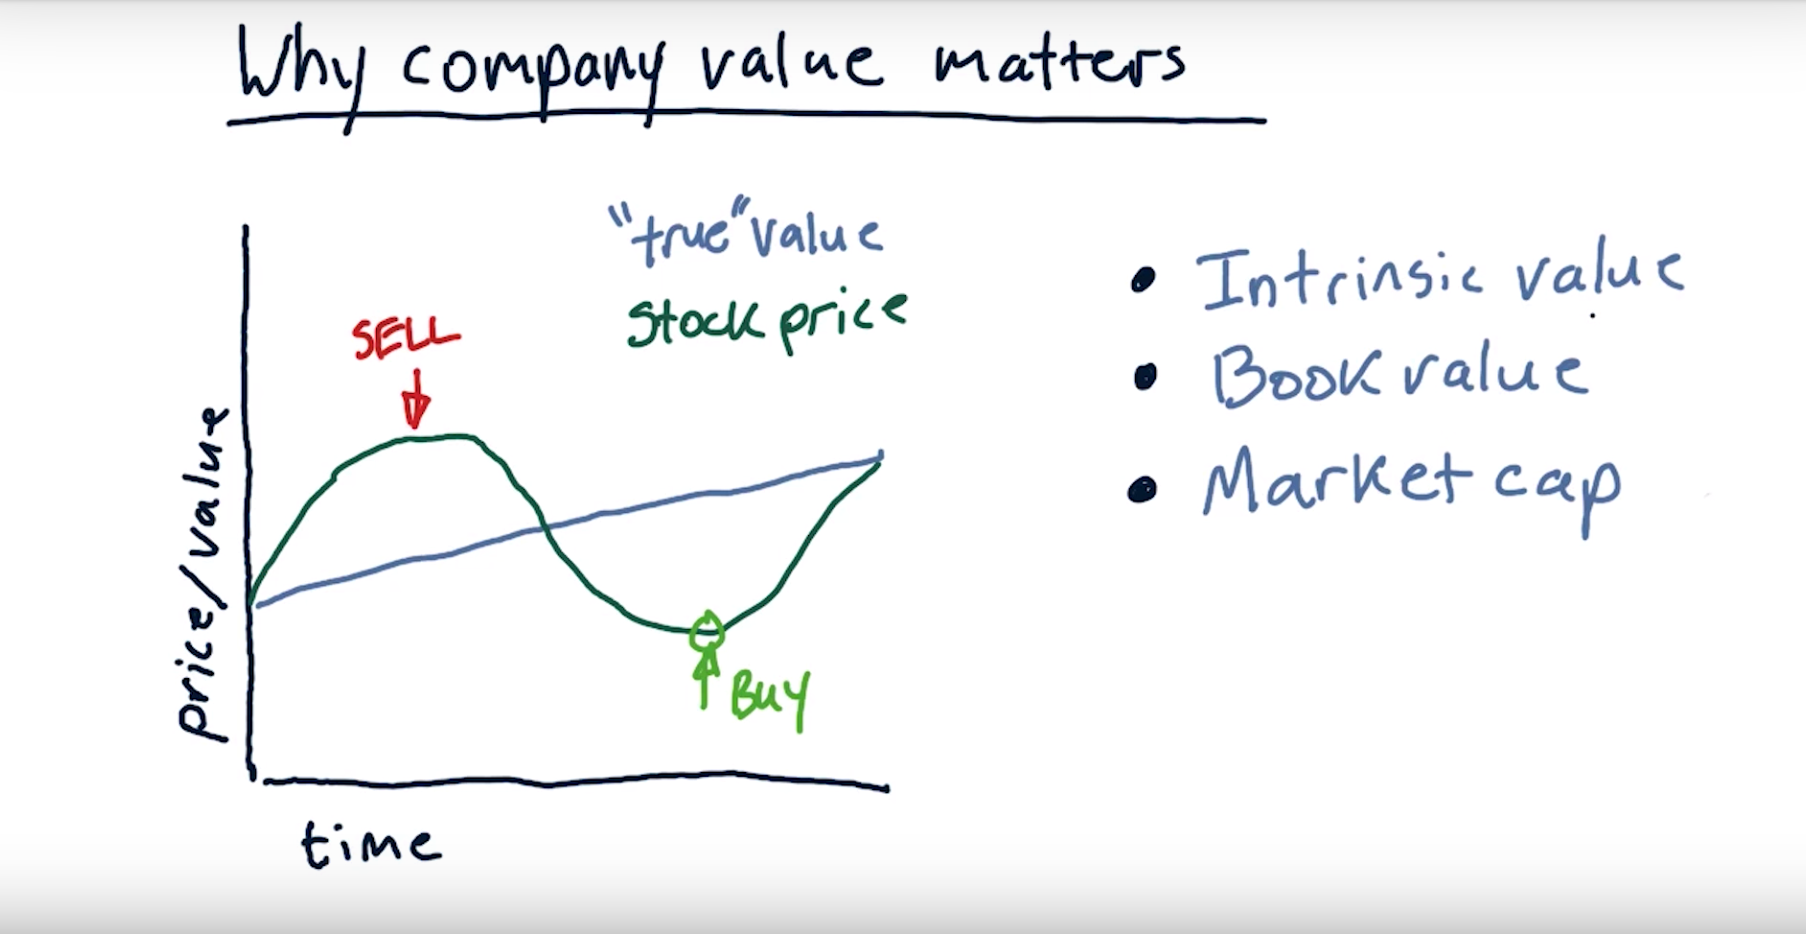 Why company value matters
"true" value
Stock price
SELL
BUY
price/value
time
• Intrinsic value
• Book value
• Market cap